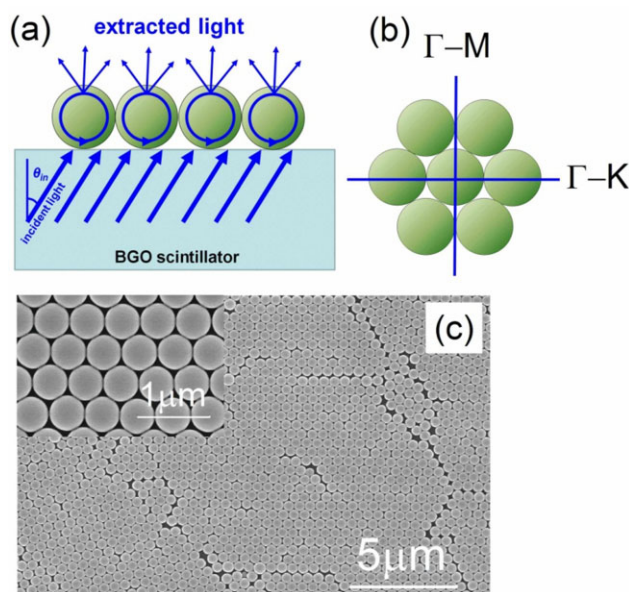 (a)
extracted light
θin
incident light
BGO scintillator
(b)
Γ–M
Γ–K
(c)
1μm
5μm